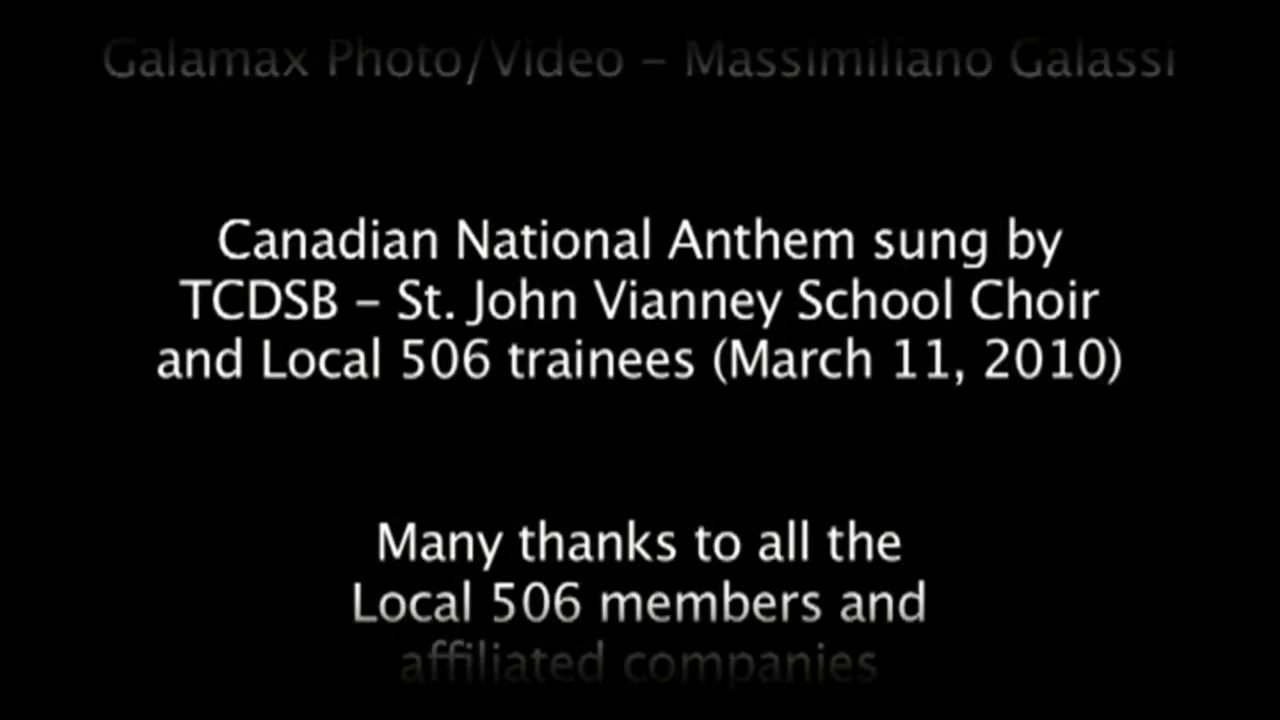 Galamax Photo/Video – Massimiliano Galassi
Canadian National Anthem sung by
TCDSB – St. John Vianney School Choir
and Local 506 trainees (March 11, 2010)
Many thanks to all the
Local 506 members and
affiliated companies